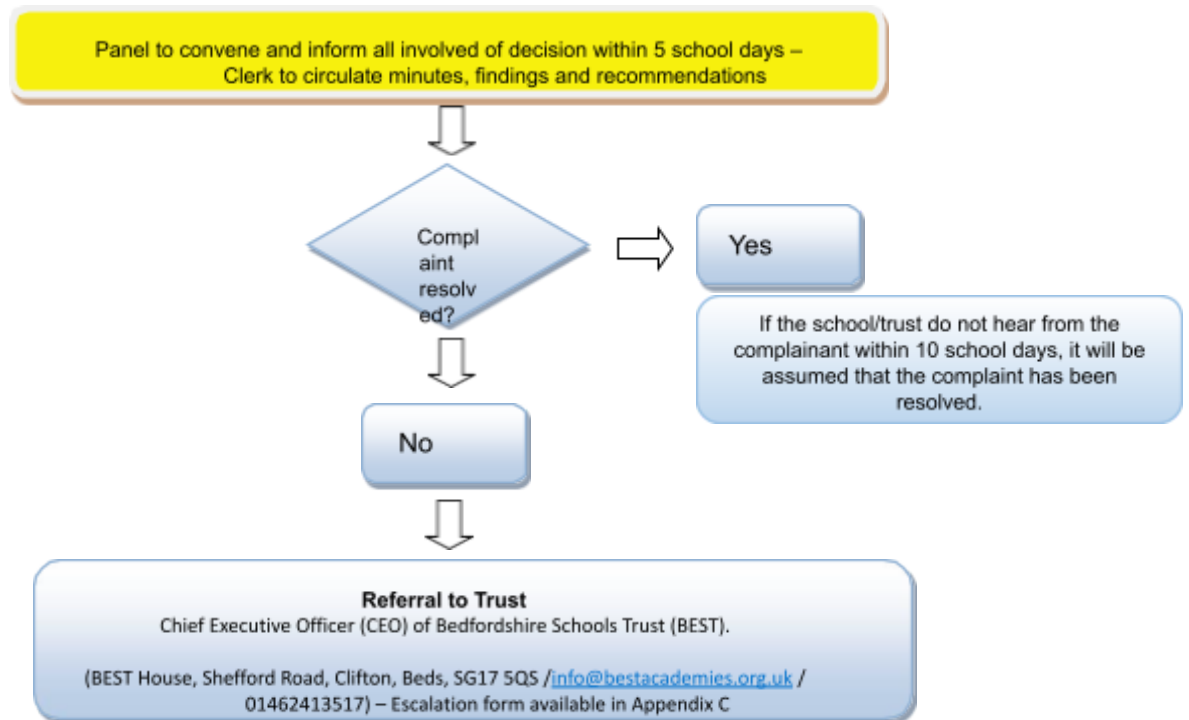 Panel to convene and inform all involved of decision within 5 school days –
Clerk to circulate minutes, findings and recommendations
Compl
aint
resolv
ed?
Yes
If the school/trust do not hear from the
complainant within 10 school days, it will be
assumed that the complaint has been
resolved.
No
Referral to Trust
Chief Executive Officer (CEO) of Bedfordshire Schools Trust (BEST).
(BEST House, Shefford Road, Clifton, Beds, SG17 5QS /info@bestacademies.org.uk /
01462413517) – Escalation form available in Appendix C